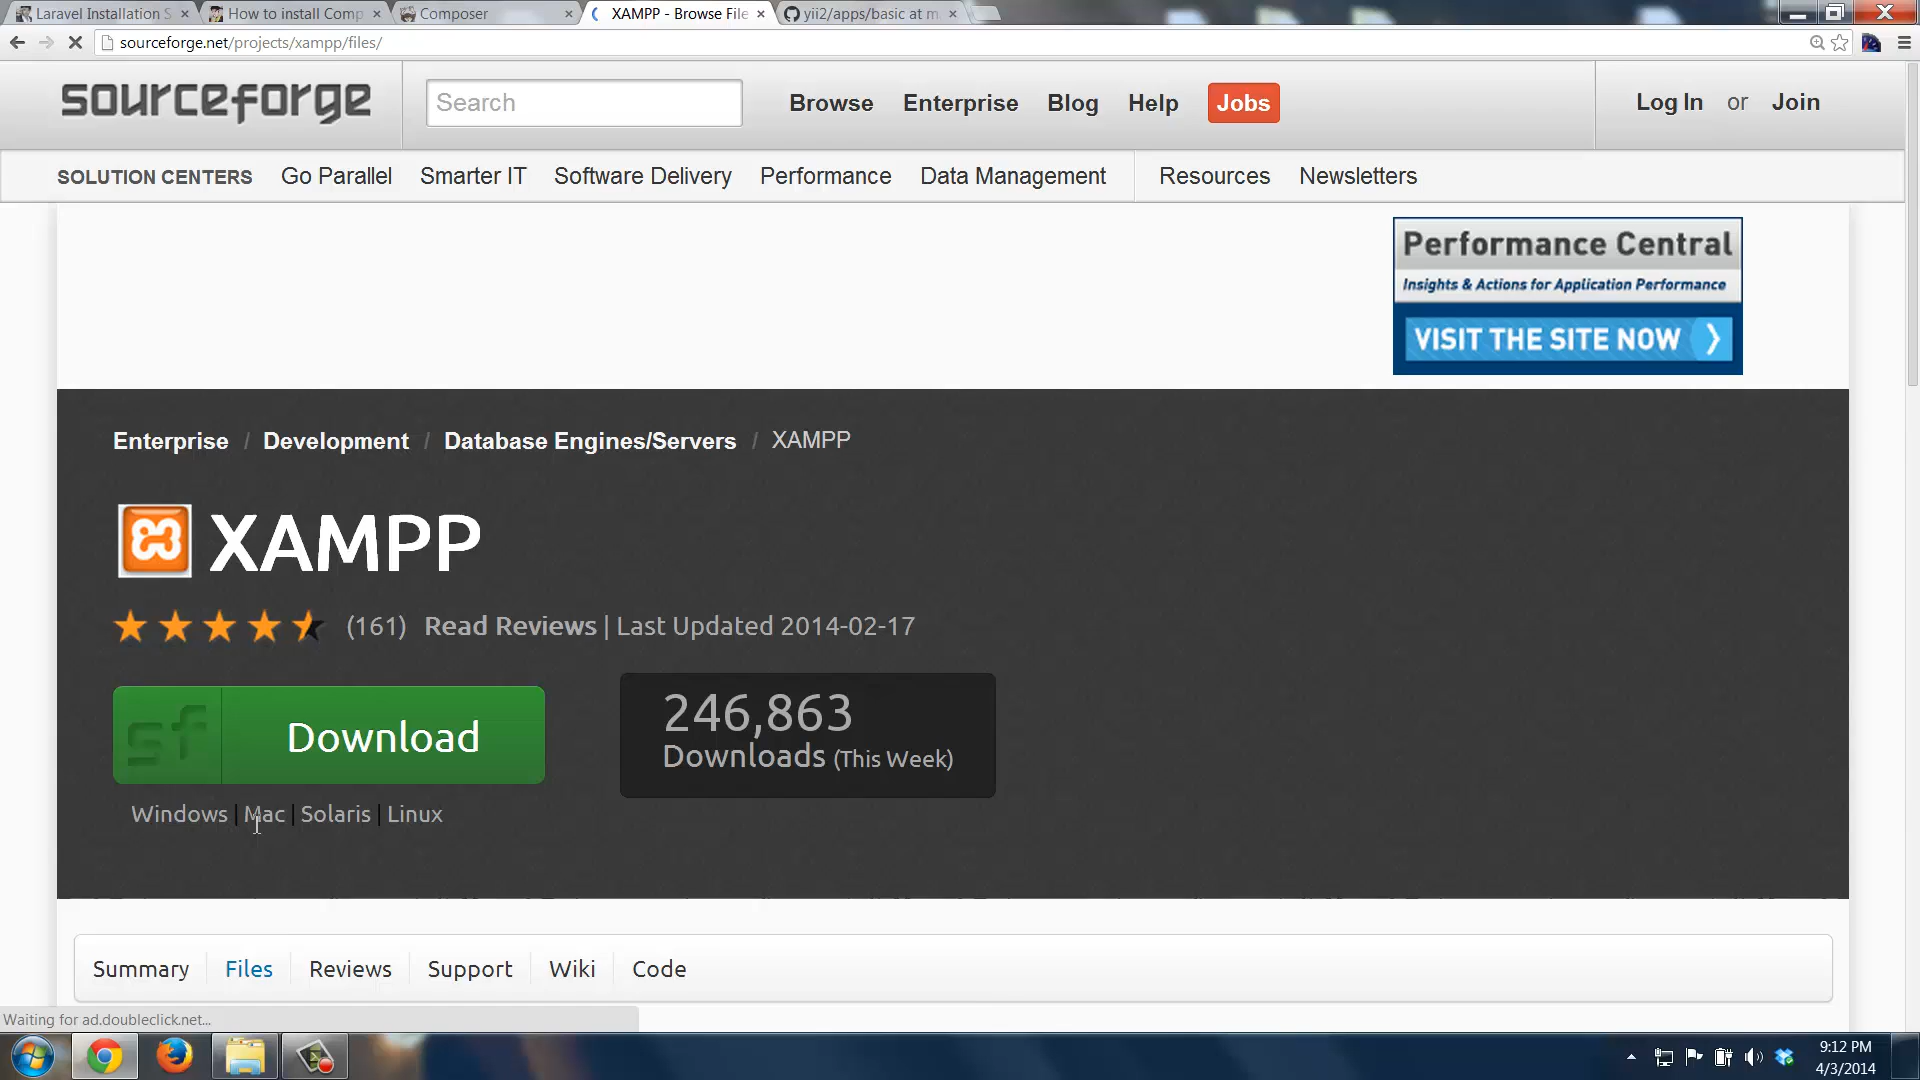 Laravel Installation S
How to install Comp
Composer
XAMPP - Browse File
yii2/apps/basic at m
sourceforge.net/projects/xampp/files/
sourceforge
Search
Browse
Enterprise
Blog
Help
Jobs
Log In or Join
SOLUTION CENTERS
Go Parallel
Smarter IT
Software Delivery
Performance
Data Management
Resources
Newsletters
Performance Central
Insights & Actions for Application Performance
VISIT THE SITE NOW
Enterprise / Development / Database Engines/Servers / XAMPP
XAMPP
(161) Read Reviews | Last Updated 2014-02-17
sf
Download
246,863
Downloads (This Week)
Windows | Mac | Solaris | Linux
Summary
Files
Reviews
Support
Wiki
Code
Waiting for ad.doubleclick.net...
9:12 PM
4/3/2014